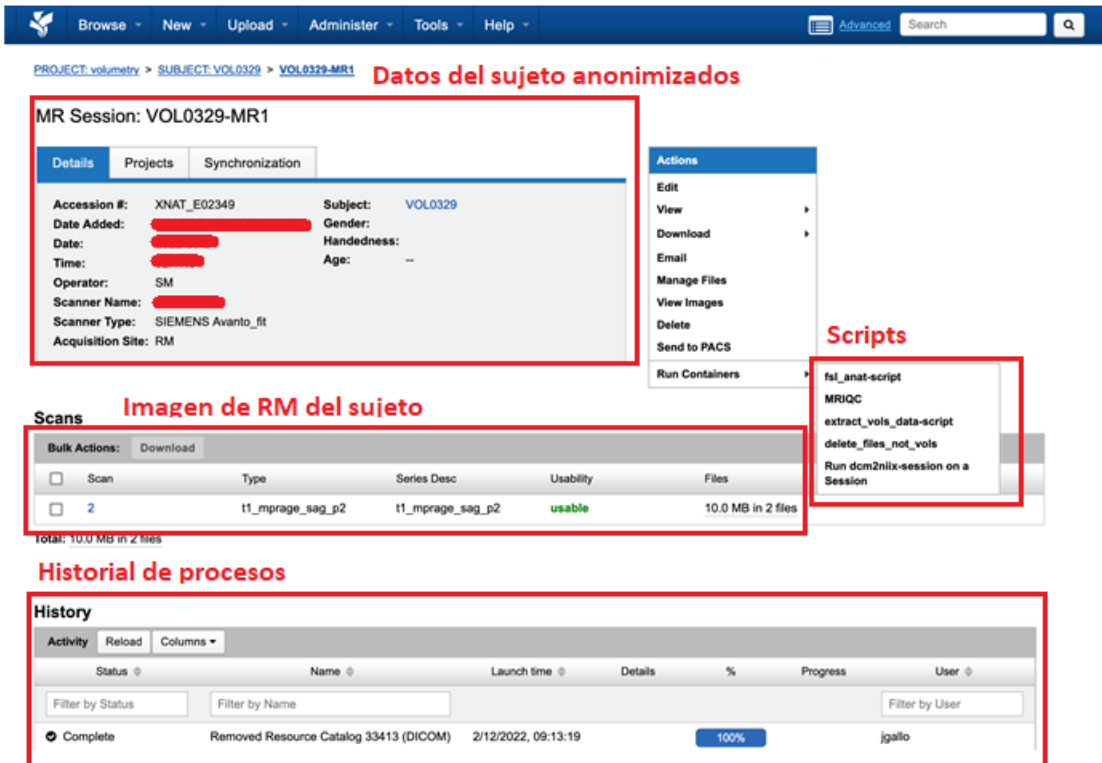 Browse New Upload Administer Tools Help Advanced Search
PROJECT: volumetry > SUBJECT: VOL0329 > VOL0329-MR1
Datos del sujeto anonimizados
MR Session: VOL0329-MR1
Details Projects Synchronization
Accession #: XNAT_E02349 Subject: VOL0329
Date Added: Gender:
Date: Handedness:
Time: Age: --
Operator: SM
Scanner Name:
Scanner Type: SIEMENS Avanto_fit
Acquisition Site: RM
Actions
Edit
View
Download
Email
Manage Files
View Images
Delete
Send to PACS
Run Containers
Scripts
fsl_anat-script
MRIQC
extract_vols_data-script
delete_files_not_vols
Run dcm2niix-session on a
Session
Imagen de RM del sujeto
Scans
Bulk Actions: Download
Scan Type Series Desc Usability Files
2 t1_mprage_sag_p2 t1_mprage_sag_p2 usable 10.0 MB in 2 files
Total: 10.0 MB in 2 files
Historial de procesos
History
Activity Reload Columns
Status Name Launch time Details % Progress User
Filter by Status Filter by Name Filter by User
Complete Removed Resource Catalog 33413 (DICOM) 2/12/2022, 09:13:19 100% jgallo